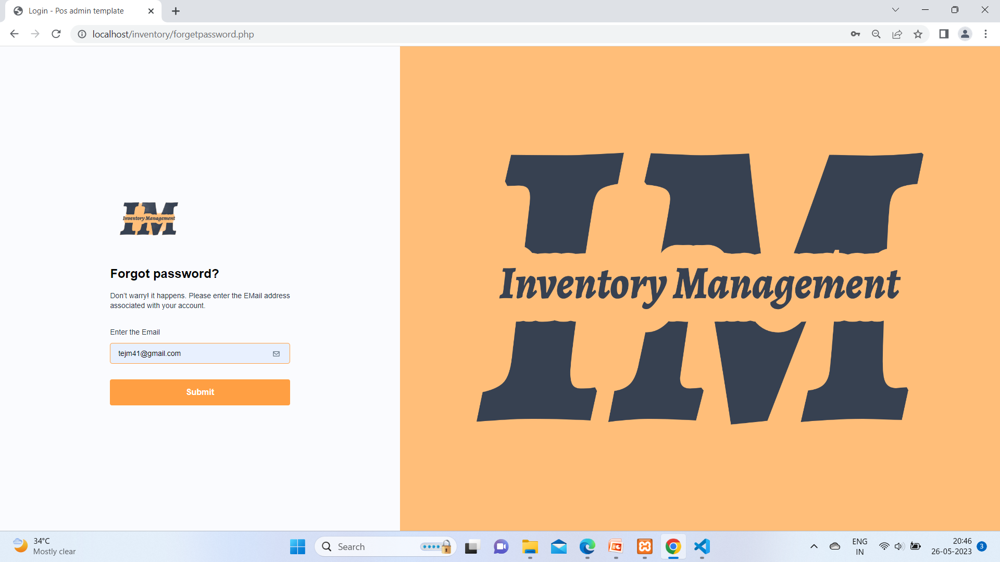 Login - Pos admin template
localhost/inventory/forgetpassword.php
IM
Inventory Management
Forgot password?
Don't warry! it happens. Please enter the EMail address
associated with your account.
Enter the Email
tejm41@gmail.com
Submit
IM
Inventory Management
34°C
Mostly clear
Search
****
ENG
IN
20:46
26-05-2023
3